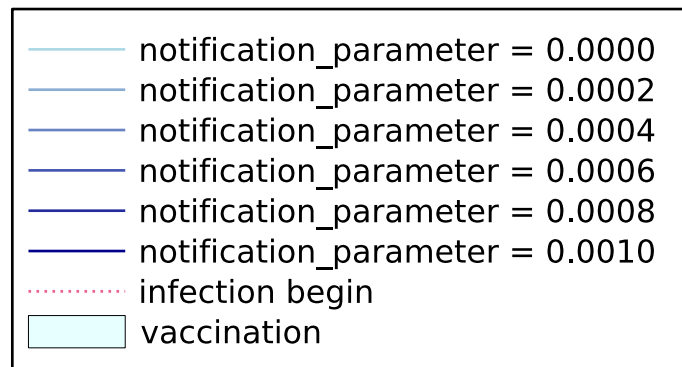 notification_parameter = 0.0000
notification_parameter = 0.0002
notification_parameter = 0.0004
notification_parameter = 0.0006
notification_parameter = 0.0008
notification_parameter = 0.0010
infection begin
vaccination